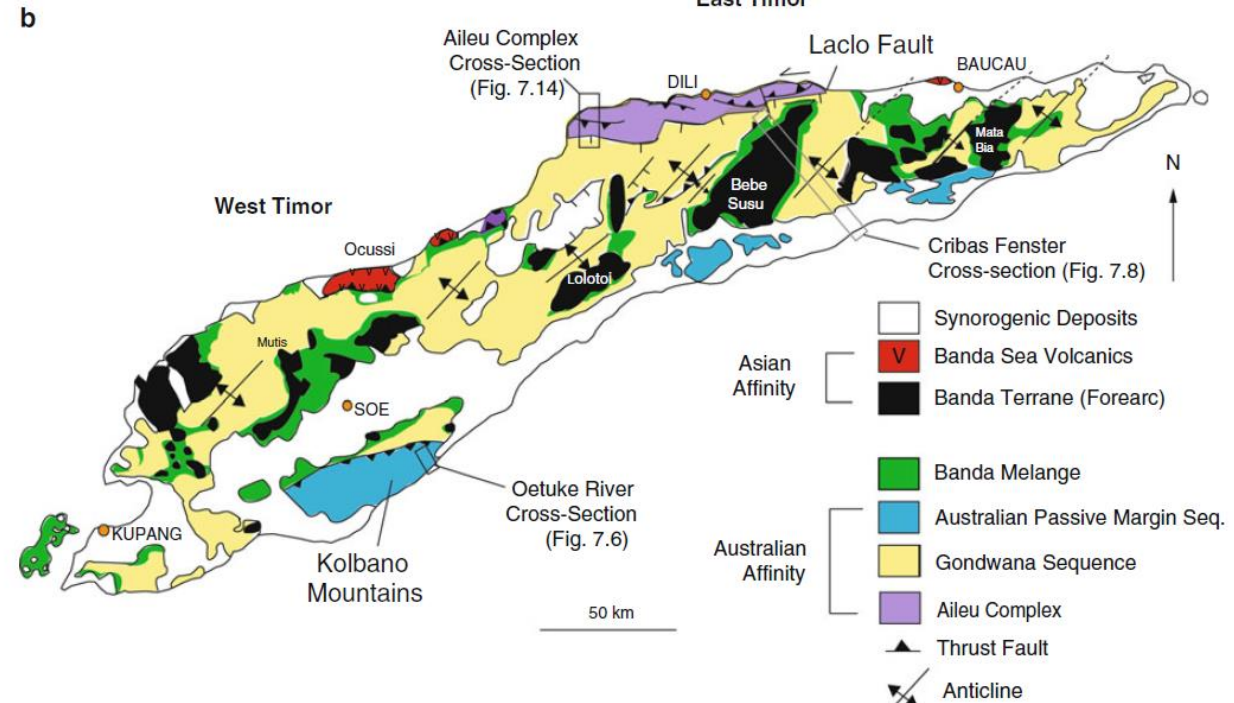 b
East Timor
Aileu Complex
Cross-Section
(Fig. 7.14)
Laclo Fault
DILI
BAUCAU
V
Mata
Bia
N
West Timor
Bebe
Susu
Ocussi
V V V V
V V V
Lolotoi
Cribas Fenster
Cross-section (Fig. 7.8)
Mutis
SOE
KUPANG
Kolbano
Mountains
Oetuke River
Cross-Section
(Fig. 7.6)
50 km
Synorogenic Deposits
Asian
Affinity
V
Banda Sea Volcanics
Banda Terrane (Forearc)
Banda Melange
Australian
Affinity
Australian Passive Margin Seq.
Gondwana Sequence
Aileu Complex
Thrust Fault
Anticline